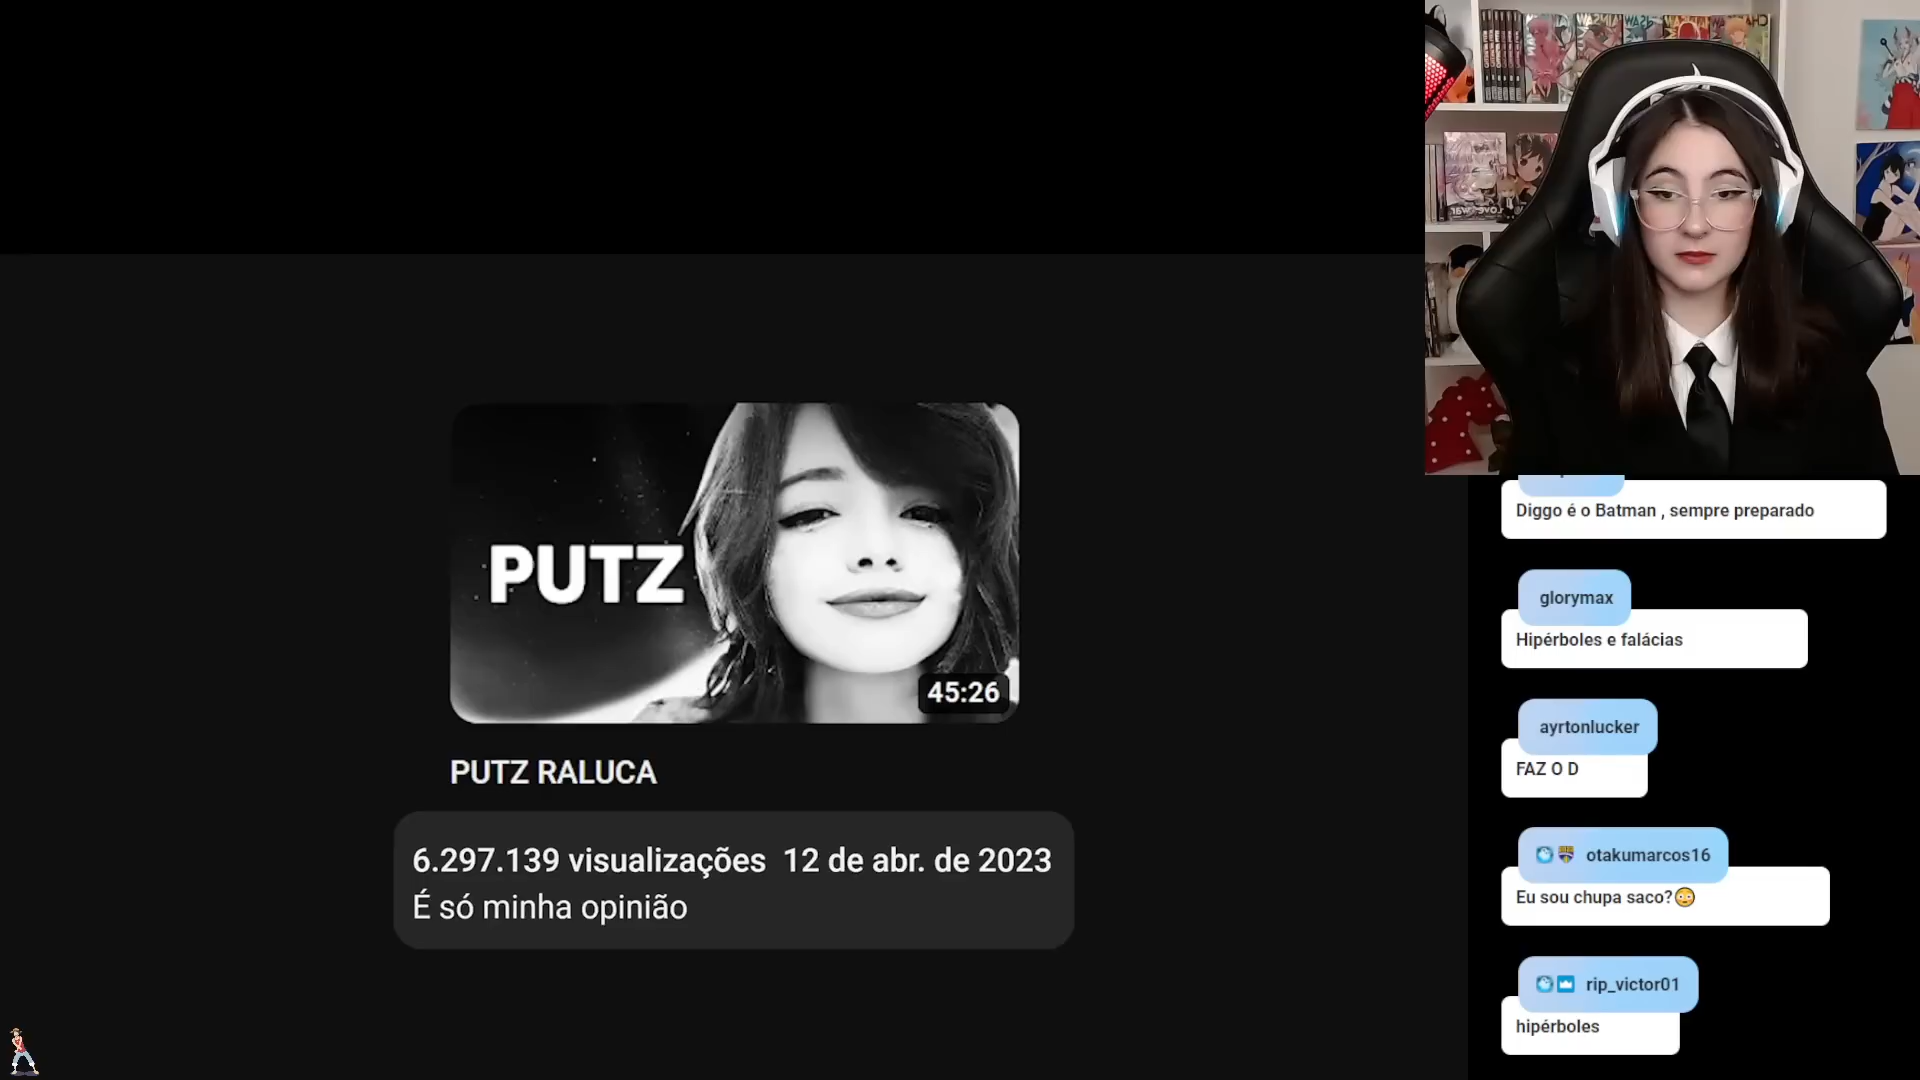 PUTZ
45:26
PUTZ RALUCA
6.297.139 visualizações 12 de abr. de 2023
É só minha opinião
Diggo é o Batman , sempre preparado
glorymax
Hipérboles e falácias
ayrtonlucker
FAZ O D
otakumarcos16
Eu sou chupa saco?😳
rip_victor01
hipérboles